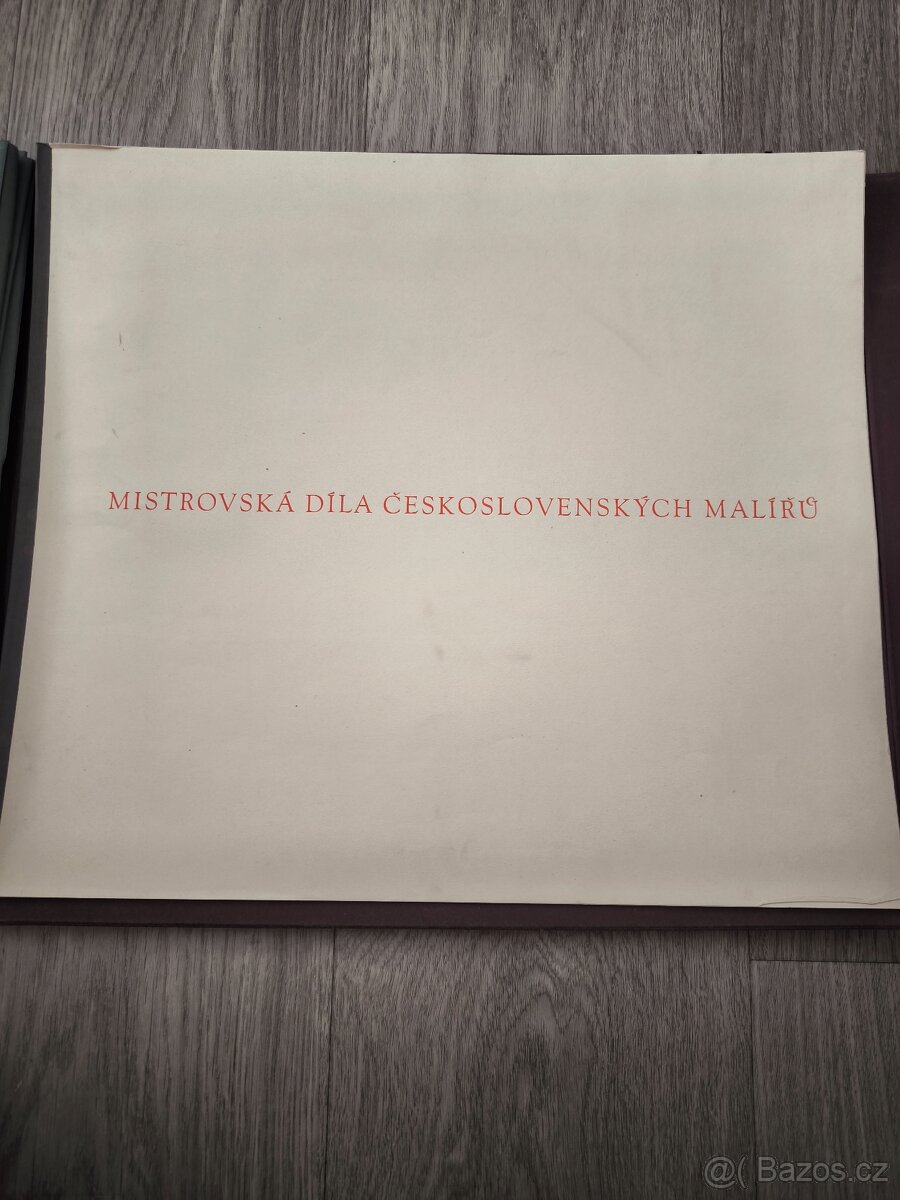 MISTROVSKÁ DÍLA ČESKOSLOVENSKÝCH MALÍŘŮ
@( Bazos.cz